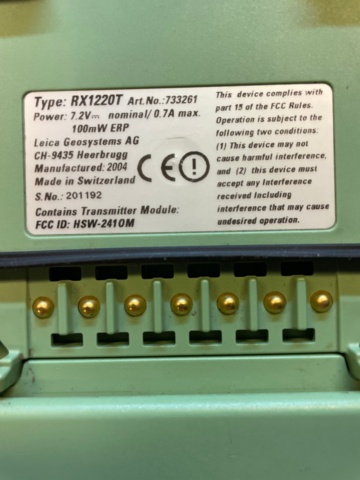 Type: RX1220T Art.No.:733261
Power: 7.2V⎓ nominal/ 0.7A max.
100mW ERP
Leica Geosystems AG
CH-9435 Heerbrugg
Manufactured: 2004
Made in Switzerland
S.No.: 201192
Contains Transmitter Module:
FCC ID: HSW-2410M
CE
This device complies with
part 15 of the FCC Rules.
Operation is subject to the
following two conditions:
(1) This device may not
cause harmful interference,
and (2) this device must
accept any Interference
received Including
interference that may cause
undesired operation.